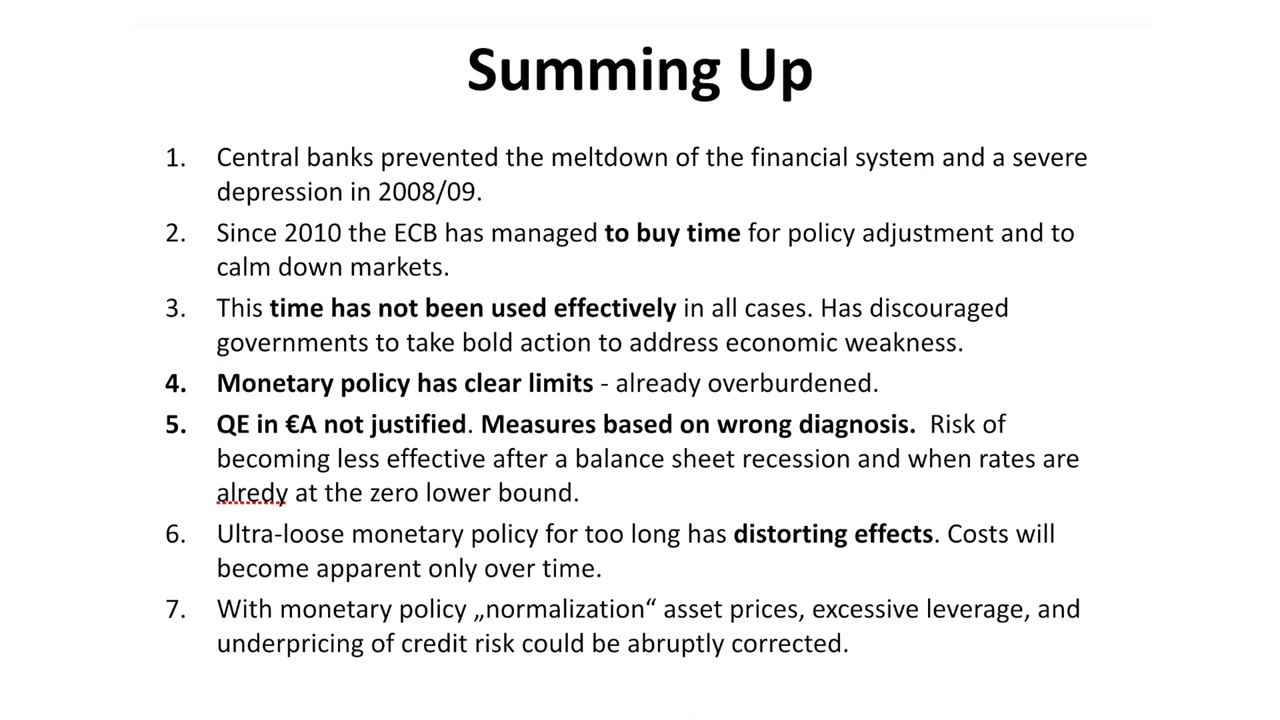 Summing Up
1. Central banks prevented the meltdown of the financial system and a severe
depression in 2008/09.
2. Since 2010 the ECB has managed to buy time for policy adjustment and to
calm down markets.
3. This time has not been used effectively in all cases. Has discouraged
governments to take bold action to address economic weakness.
4. Monetary policy has clear limits - already overburdened.
5. QE in €A not justified. Measures based on wrong diagnosis. Risk of
becoming less effective after a balance sheet recession and when rates are
alredy at the zero lower bound.
6. Ultra-loose monetary policy for too long has distorting effects. Costs will
become apparent only over time.
7. With monetary policy „normalization“ asset prices, excessive leverage, and
underpricing of credit risk could be abruptly corrected.